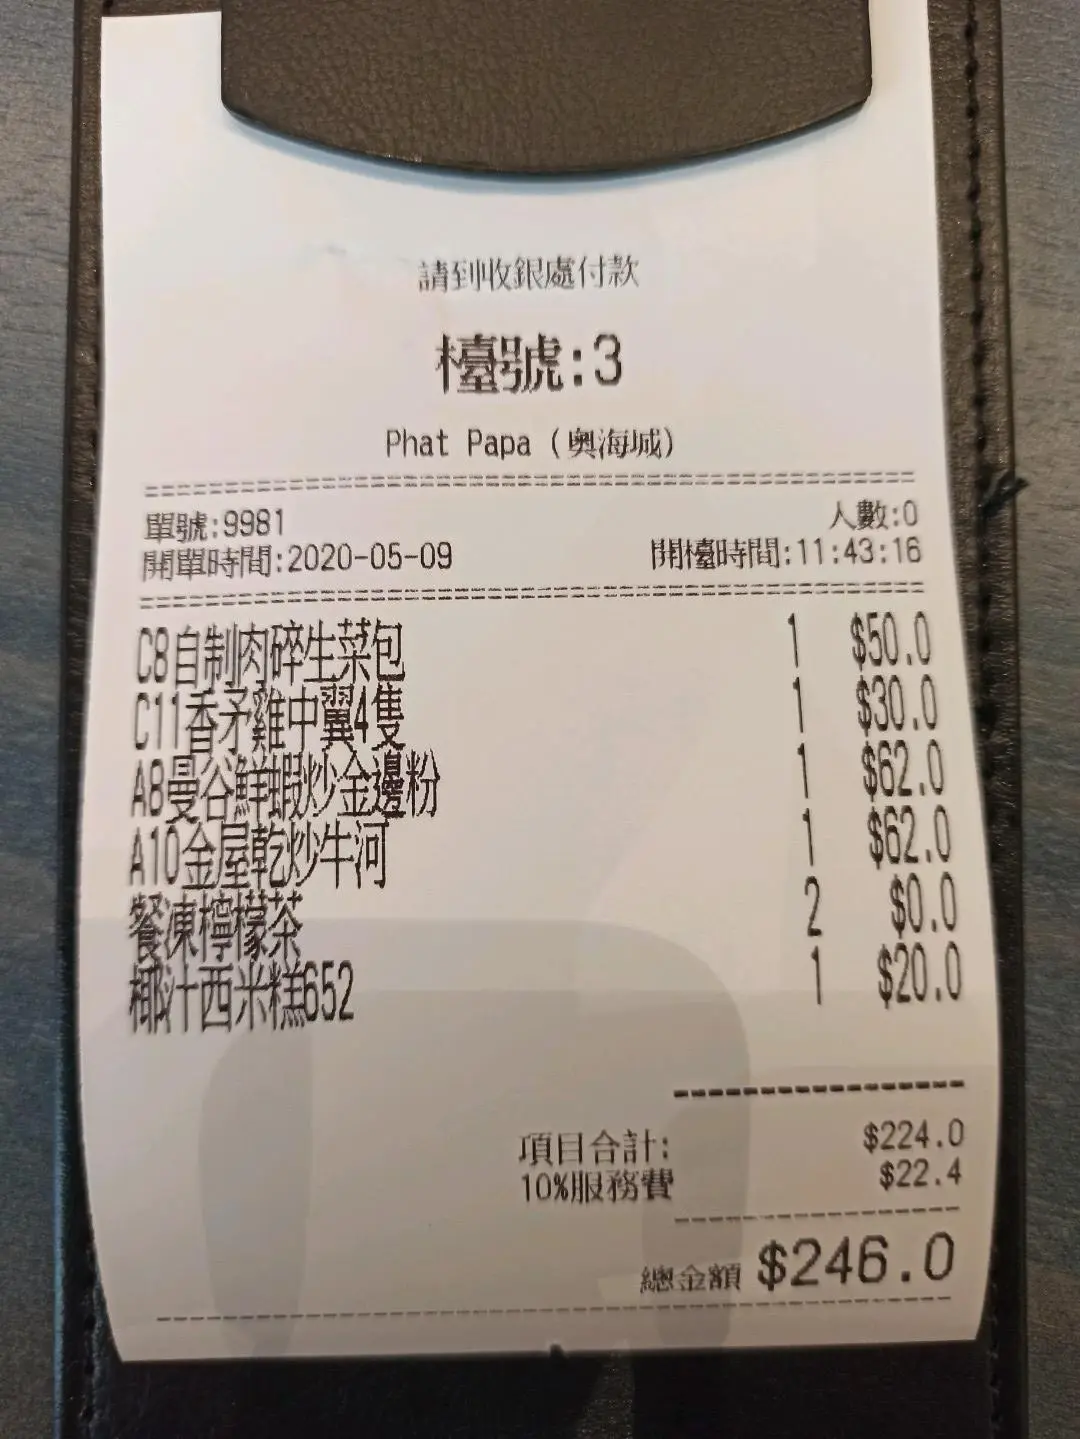 請到收銀處付款
檯號:3
Phat Papa (奧海城)
單號:9981 人數:0
開單時間:2020-05-09 開檯時間:11:43:16
C8自制肉碎生菜包 1 $50.0
C11香矛雞中翼4隻 1 $30.0
A8曼谷鮮蝦炒金邊粉 1 $62.0
A10金屋乾炒牛河 1 $62.0
餐凍檸檬茶 2 $0.0
椰汁西米糕652 1 $20.0
項目合計: $224.0
10%服務費 $22.4
總金額 $246.0